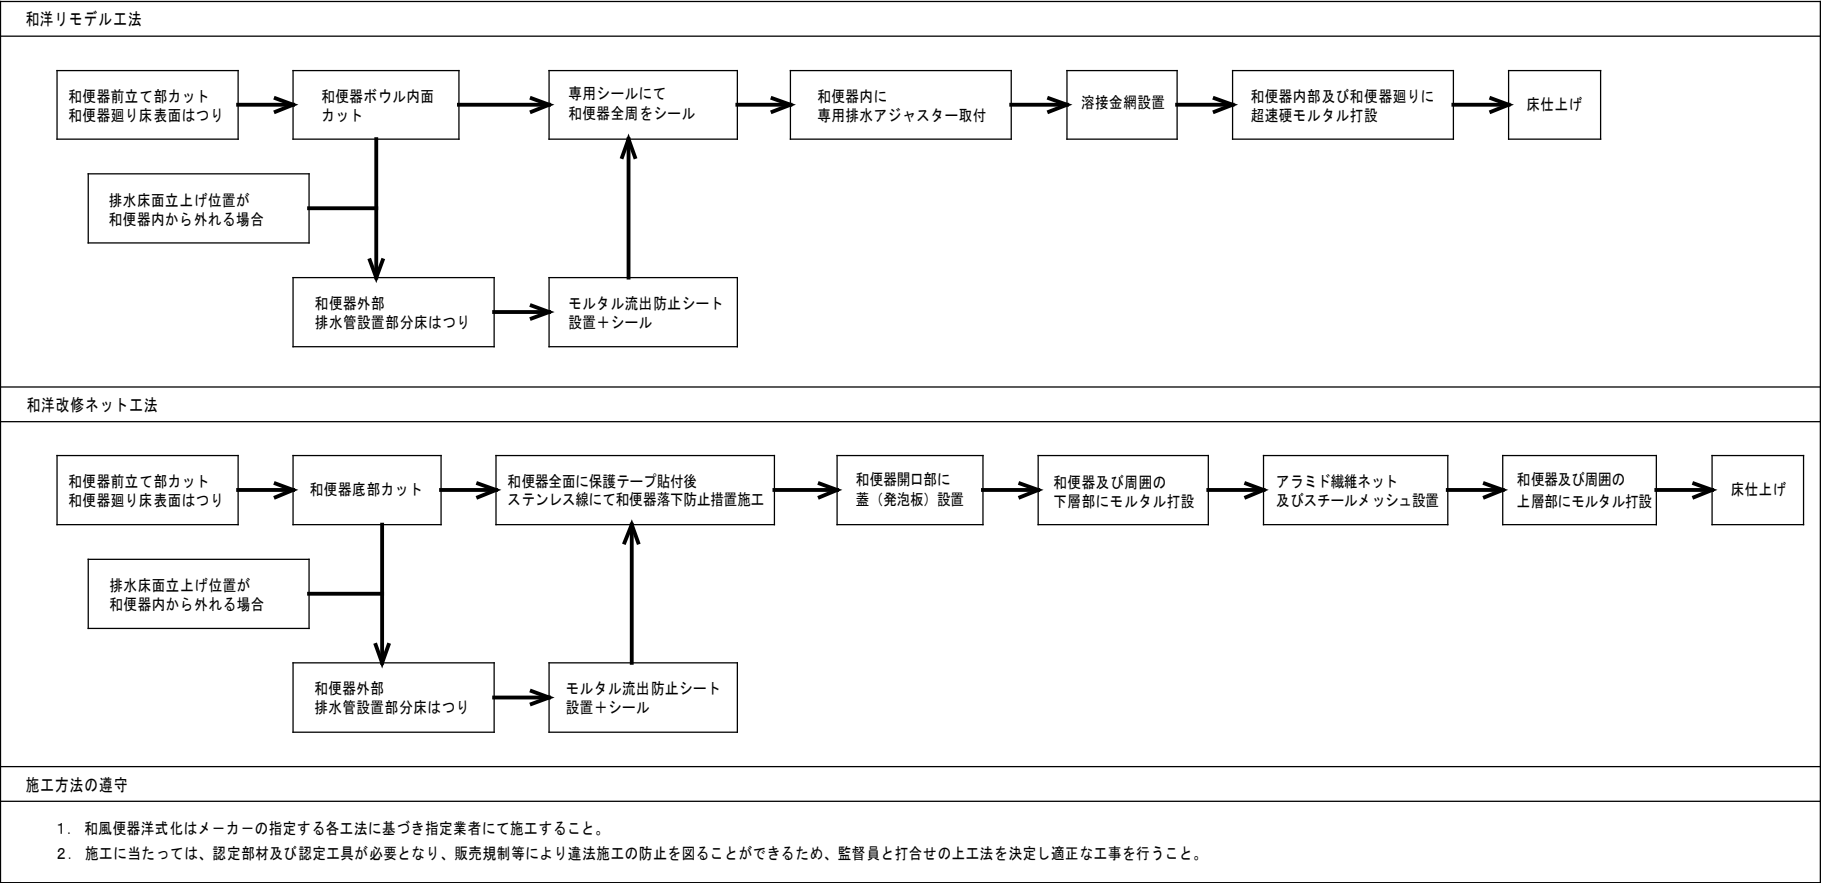 和洋リモデル工法
和便器前立て部カット
和便器廻り床表面はつり
和便器ボウル内面
カット
専用シールにて
和便器全周をシール
和便器内に
専用排水アジャスター取付
溶接金網設置
和便器内部及び和便器廻りに
超速硬モルタル打設
床仕上げ
排水床面立上げ位置が
和便器内から外れる場合
和便器外部
排水管設置部分床はつり
モルタル流出防止シート
設置＋シール
和洋改修ネット工法
和便器前立て部カット
和便器廻り床表面はつり
和便器底部カット
和便器全面に保護テープ貼付後
ステンレス線にて和便器落下防止措置施工
和便器開口部に
蓋（発泡板）設置
和便器及び周囲の
下層部にモルタル打設
アラミド繊維ネット
及びスチールメッシュ設置
和便器及び周囲の
上層部にモルタル打設
床仕上げ
排水床面立上げ位置が
和便器内から外れる場合
和便器外部
排水管設置部分床はつり
モルタル流出防止シート
設置＋シール
施工方法の遵守
1. 和風便器洋式化はメーカーの指定する各工法に基づき指定業者にて施工すること。
2. 施工に当たっては、認定部材及び認定工具が必要となり、販売規制等により違法施工の防止を図ることができるため、監督員と打合せの上工法を決定し適正な工事を行うこと。